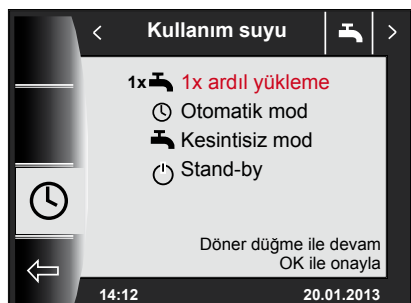 < Kullanım suyu >
1x 1x ardıl yükleme
Otomatik mod
Kesintisiz mod
Stand-by
Döner düğme ile devam
OK ile onayla
14:12 20.01.2013